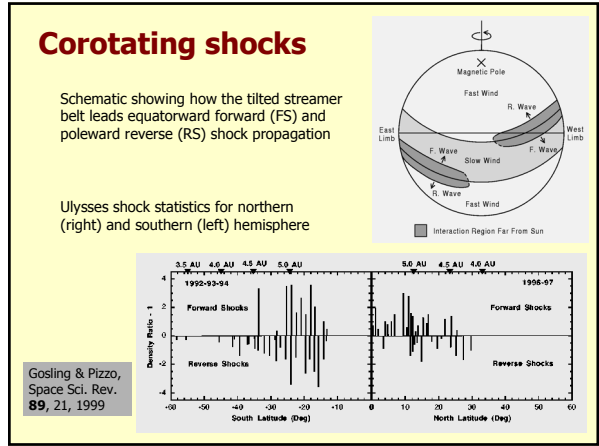 Corotating shocks
Schematic showing how the tilted streamer
belt leads equatorward forward (FS) and
poleward reverse (RS) shock propagation
Ulysses shock statistics for northern
(right) and southern (left) hemisphere
Magnetic Pole
Fast Wind
R. Wave
East
Limb
West
Limb
F. Wave
Slow Wind
F. Wave
R. Wave
Fast Wind
Interaction Region Far From Sun
3.5 AU 4.0 AU 4.5 AU 5.0 AU
5.0 AU 4.5 AU 4.0 AU
1992-93-94
1996-97
Forward Shocks
Forward Shocks
Reverse Shocks
Reverse Shocks
Density Ratio - 1
4
2
0
-2
-4
-60 -50 -40 -30 -20 -10 0 10 20 30 40 50 60
South Latitude (Deg)
North Latitude (Deg)
Gosling & Pizzo,
Space Sci. Rev.
89, 21, 1999